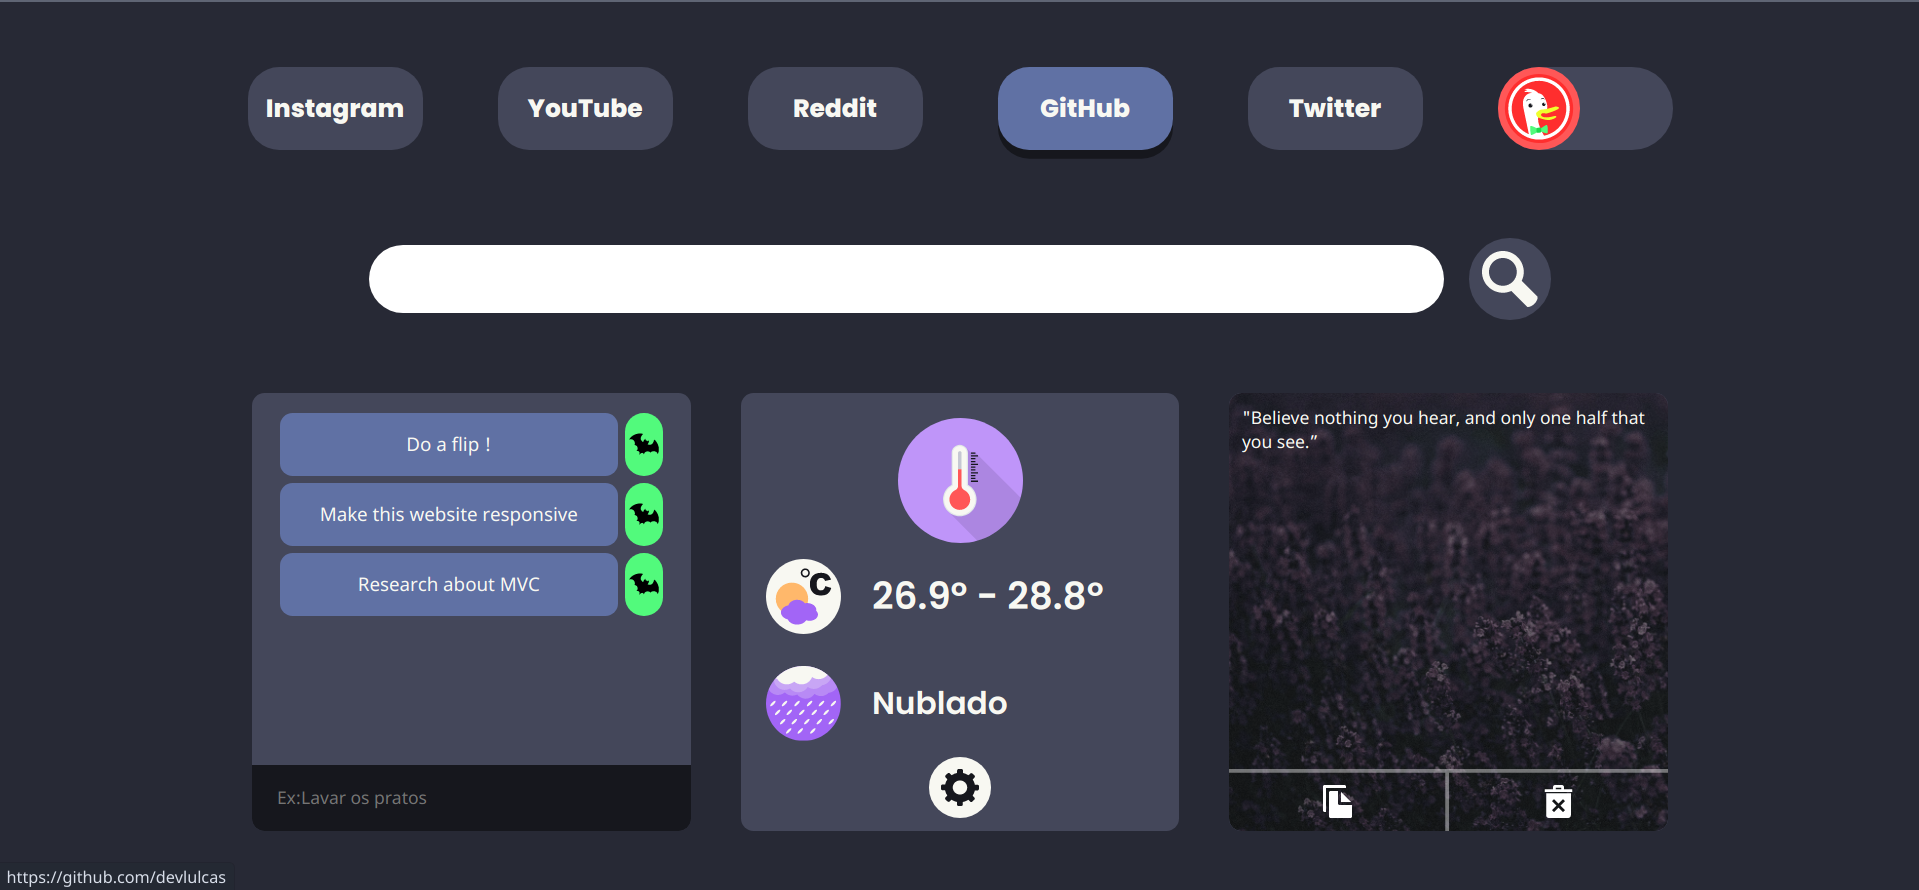 Instagram
YouTube
Reddit
GitHub
Twitter
Do a flip !
Make this website responsive
Research about MVC
Ex:Lavar os pratos
°C
26.9° - 28.8°
Nublado
"Believe nothing you hear, and only one half that
you see.”
https://github.com/devlulcas